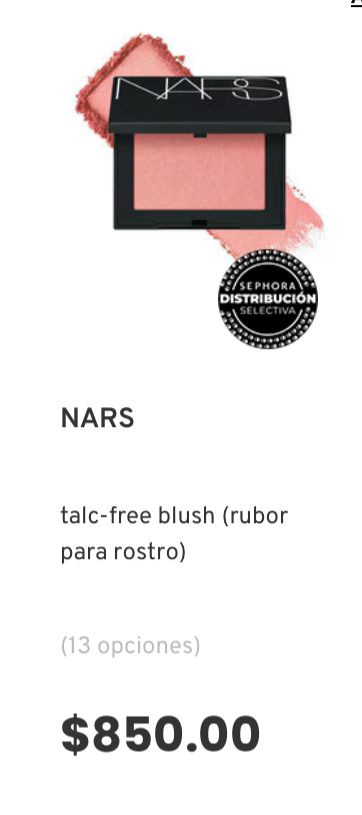 NARS
SEPHORA
DISTRIBUCIÓN
SELECTIVA
NARS
talc-free blush (rubor
para rostro)
(13 opciones)
$850.00